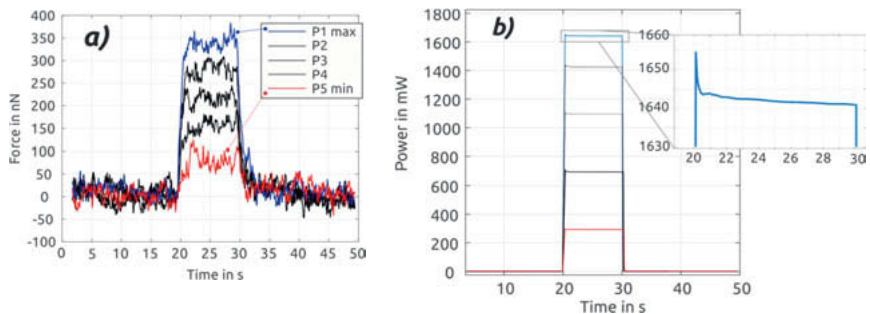 a)
P1 max
P2
P3
P4
P5 min
Force in nN
400
350
300
250
200
150
100
50
0
-50
-100
0 5 10 15 20 25 30 35 40 45 50
Time in s
b)
Power in mW
1800
1600
1400
1200
1000
800
600
400
200
0
10 20 30 40 50
Time in s
1660
1650
1640
1630
20 22 24 26 28 30